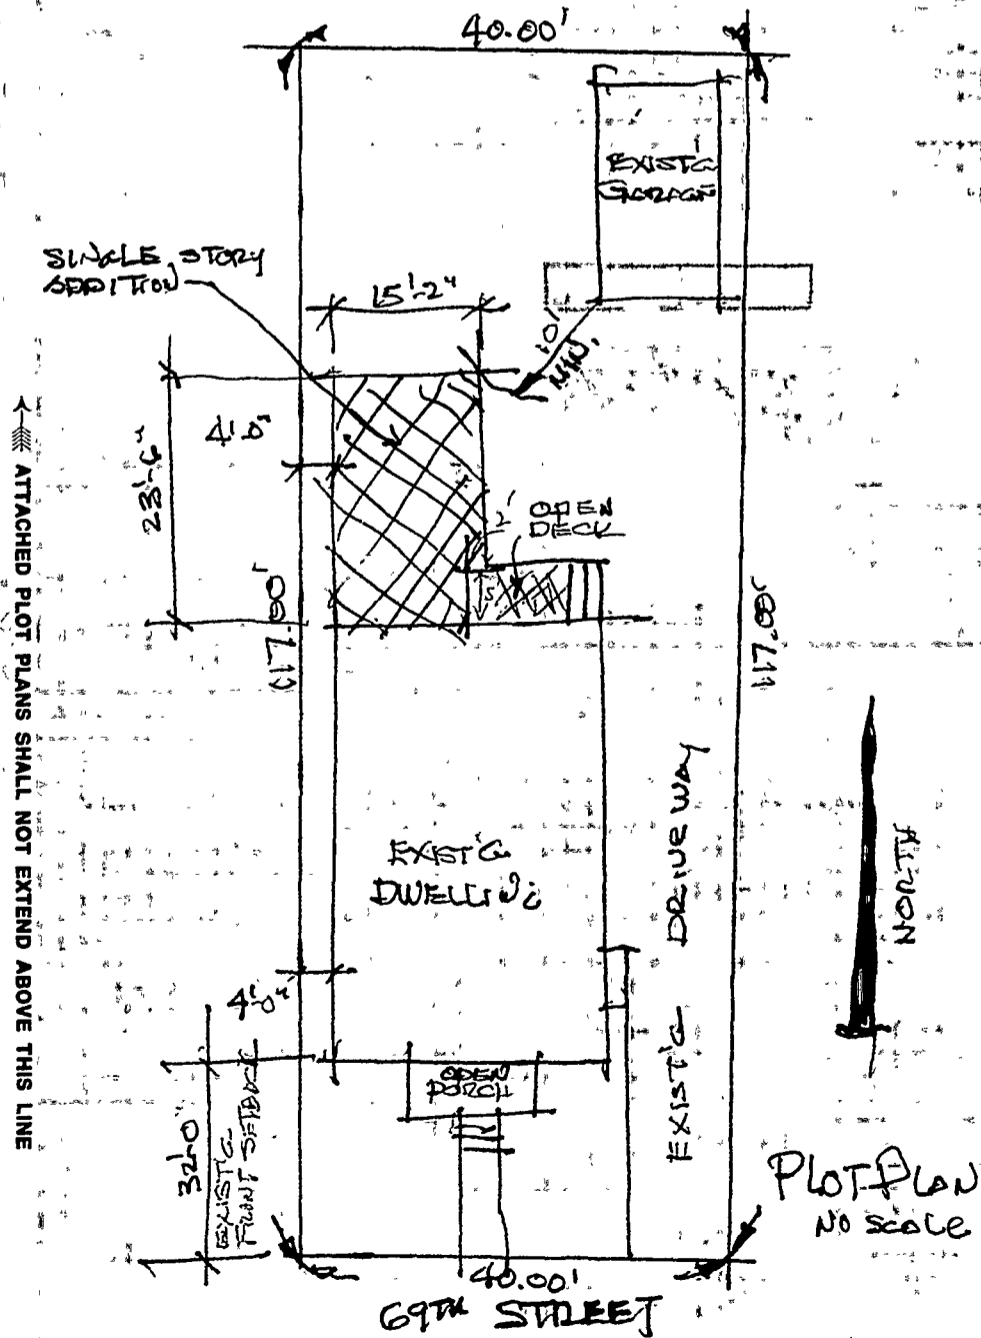 40.00'
EXIST'G
GARAGE
SINGLE STORY
ADDITION
15'-2"
10'
MIN.
4'-0"
23'-6"
2'
OPEN
DECK
5'
117.00'
117.00'
EXIST'G
DWELLING
EXIST'G DRIVEWAY
NORTH
4'-0"
OPEN
PORCH
32'-0"
EXIST'G
FRONT SETBACK
PLOT PLAN
NO SCALE
40.00'
69TH STREET
ATTACHED PLOT PLANS SHALL NOT EXTEND ABOVE THIS LINE